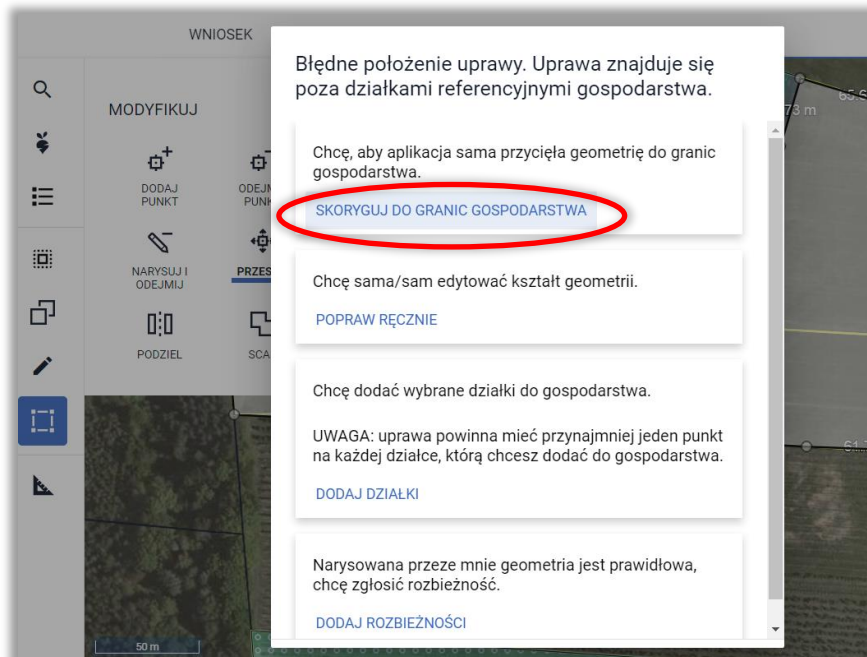 WNIOSEK
MODYFIKUJ
DODAJ
PUNKT
NARYSUJ I
ODEJMIJ
PODZIEL
Błędne położenie uprawy. Uprawa znajduje się
poza działkami referencyjnymi gospodarstwa.
Chcę, aby aplikacja sama przycięła geometrię do granic
gospodarstwa.
SKORYGUJ DO GRANIC GOSPODARSTWA
Chcę sama/sam edytować kształt geometrii.
POPRAW RĘCZNIE
Chcę dodać wybrane działki do gospodarstwa.
UWAGA: uprawa powinna mieć przynajmniej jeden punkt
na każdej działce, którą chcesz dodać do gospodarstwa.
DODAJ DZIAŁKI
Narysowana przeze mnie geometria jest prawidłowa,
chcę zgłosić rozbieżność.
DODAJ ROZBIEŻNOŚCI
50 m